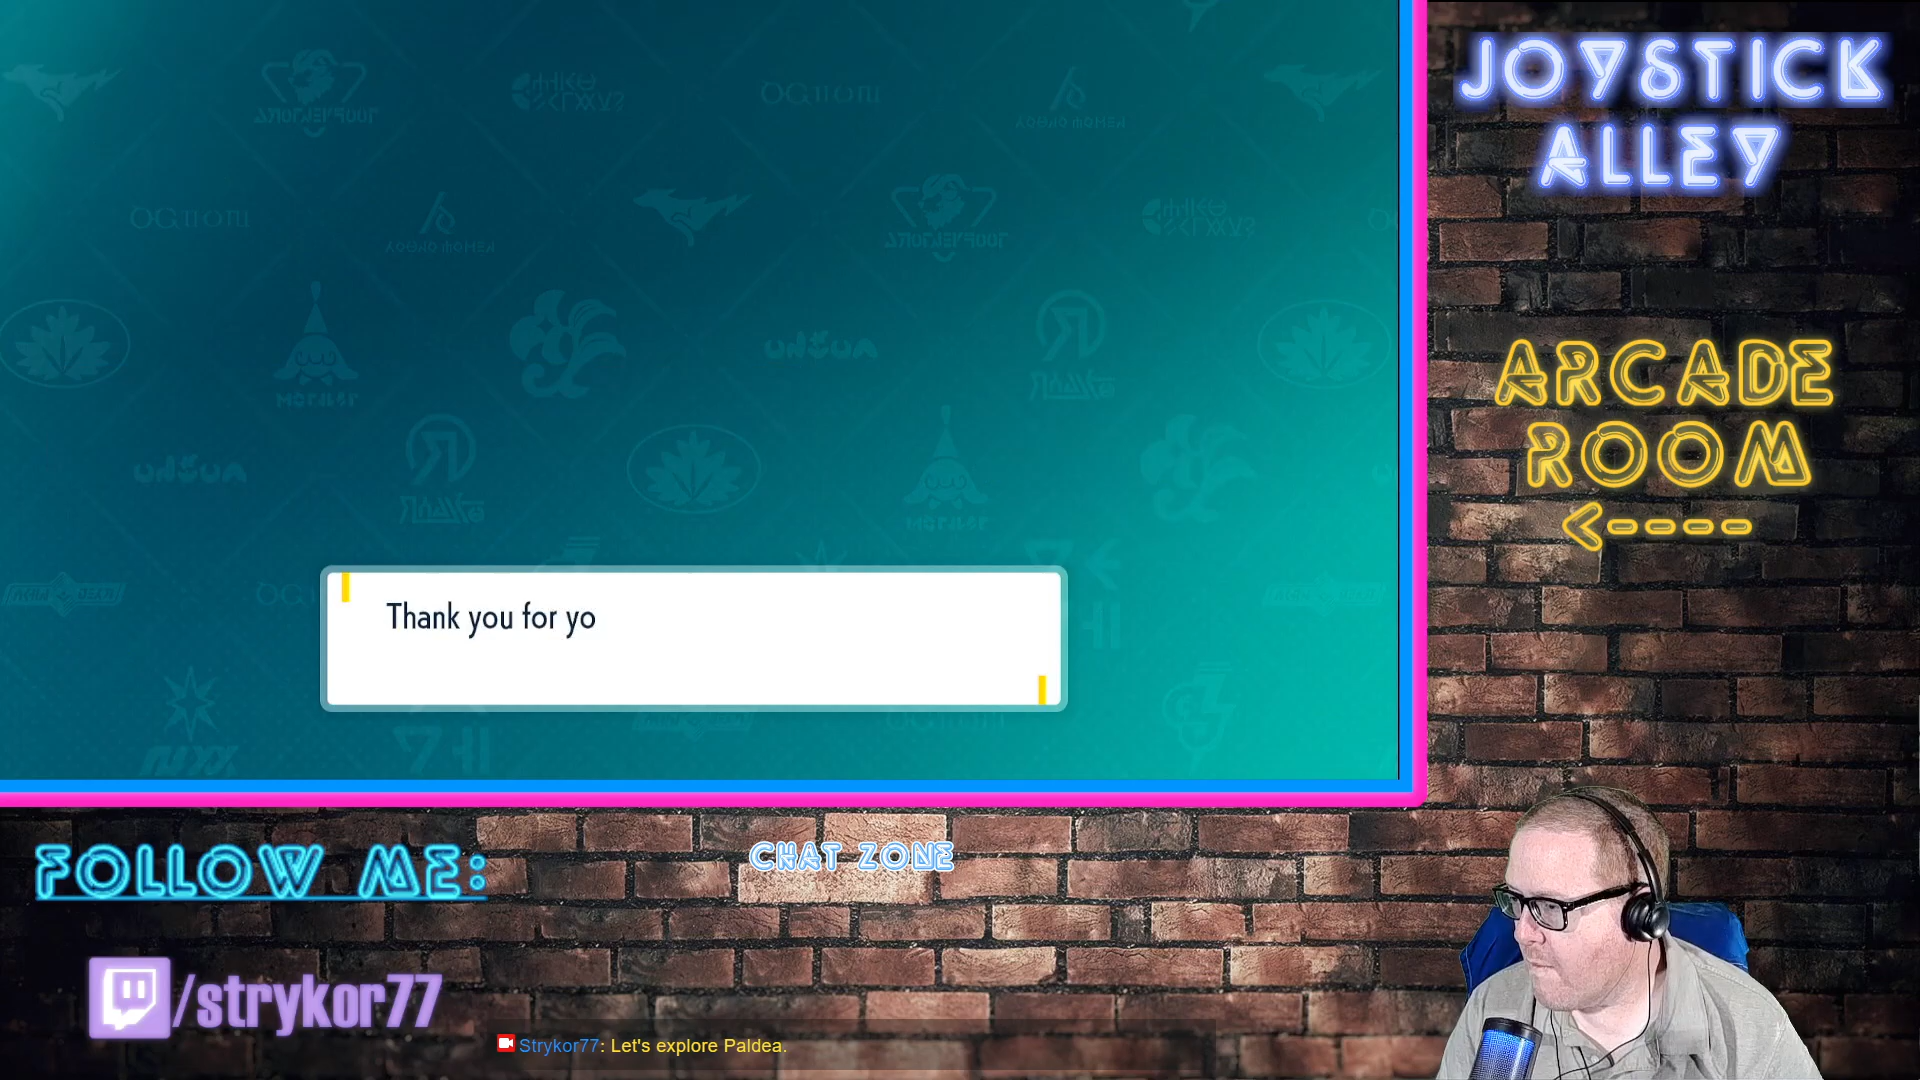 JOYSTICK
ALLEY
ARCADE
ROOM
<----
Thank you for yo
FOLLOW ME:
CHAT ZONE
/strykor77
Strykor77: Let's explore Paldea.